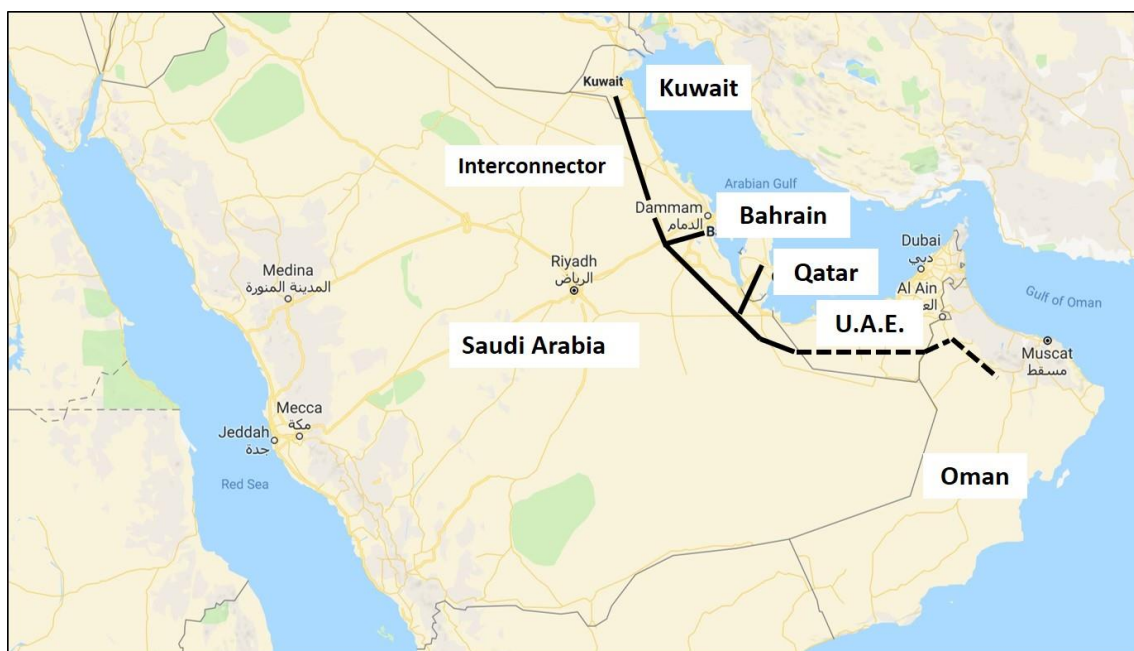 Kuwait
Kuwait
Interconnector
Arabian Gulf
Dammam
الدمام
Bahrain
Ba
Dubai
دبي
Riyadh
الرياض
Medina
المدينة المنورة
Qatar
Al Ain
Gulf of Oman
U.A.E.
Saudi Arabia
Muscat
مسقط
Mecca
مكة
Jeddah
جدة
Red Sea
Oman